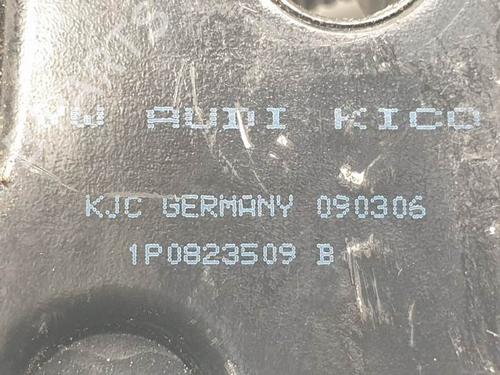 VW AUDI KICO
KJC GERMANY 090306
1P0823509 B